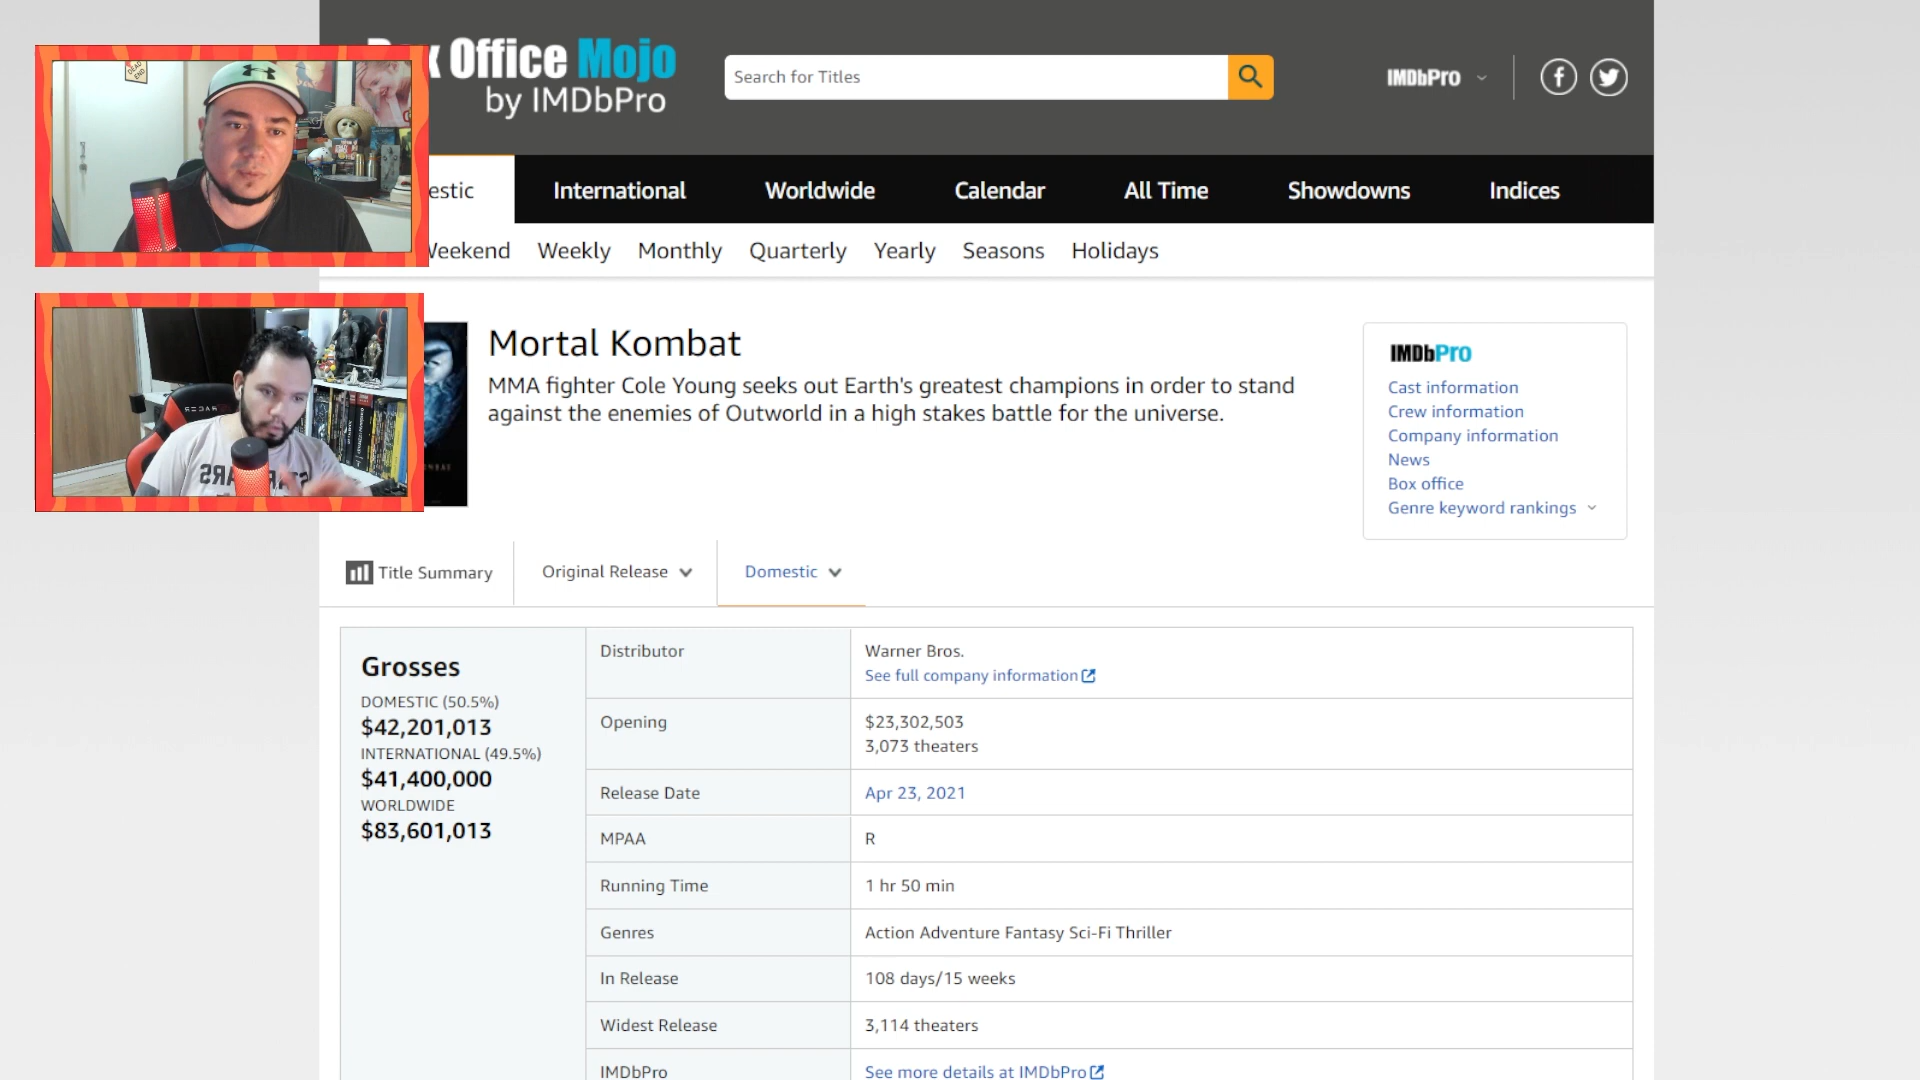 Office Mojo
by IMDbPro
Search for Titles
IMDbPro
DEAD
END
International
Worldwide
Calendar
All Time
Showdowns
Indices
Weekly
Monthly
Quarterly
Yearly
Seasons
Holidays
Mortal Kombat
MMA fighter Cole Young seeks out Earth's greatest champions in order to stand
against the enemies of Outworld in a high stakes battle for the universe.
IMDbPro
Cast information
Crew information
Company information
News
Box office
Genre keyword rankings
Title Summary
Original Release
Domestic
Grosses
DOMESTIC (50.5%)
$42,201,013
INTERNATIONAL (49.5%)
$41,400,000
WORLDWIDE
$83,601,013
Distributor
Warner Bros.
See full company information
Opening
$23,302,503
3,073 theaters
Release Date
Apr 23, 2021
MPAA
R
Running Time
1 hr 50 min
Genres
Action Adventure Fantasy Sci-Fi Thriller
In Release
108 days/15 weeks
Widest Release
3,114 theaters
IMDbPro
See more details at IMDbPro